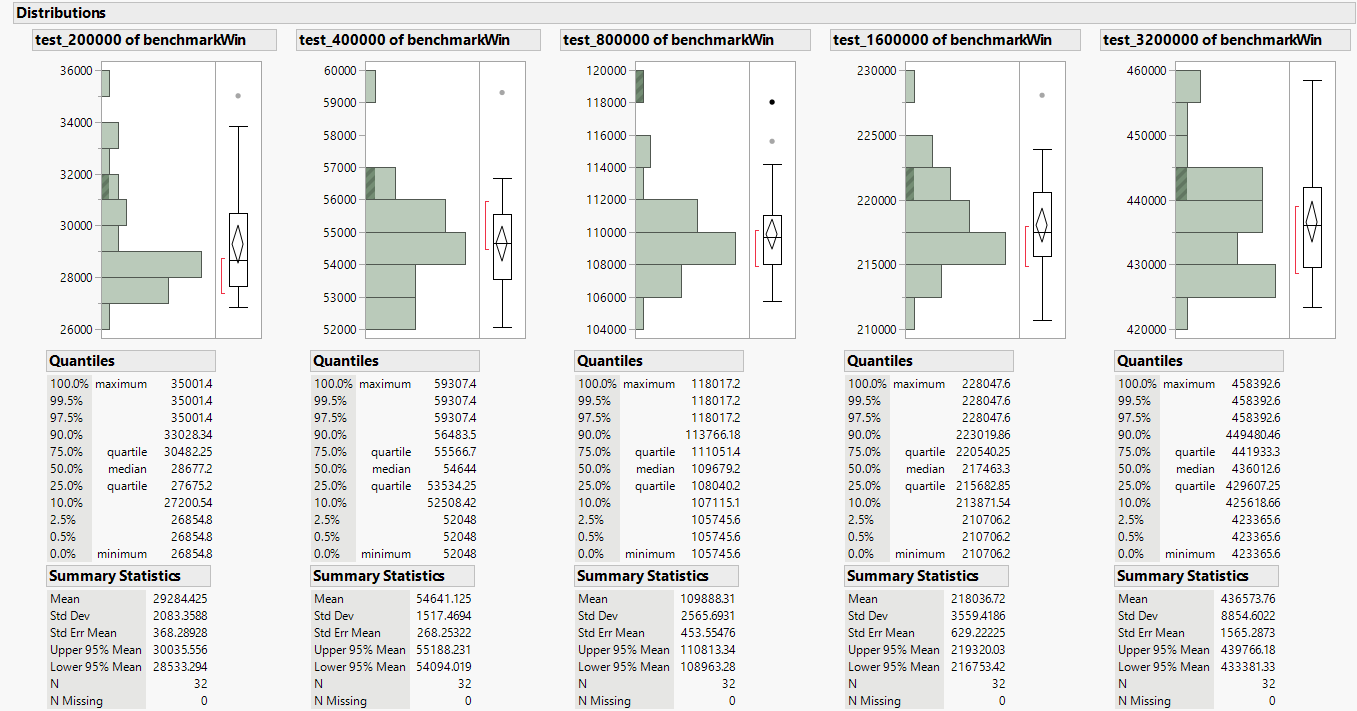 Distributions
test_200000 of benchmarkWin
36000
34000
32000
30000
28000
26000
Quantiles
100.0% maximum 35001.4
99.5% 35001.4
97.5% 35001.4
90.0% 33028.34
75.0% quartile 30482.25
50.0% median 28677.2
25.0% quartile 27675.2
10.0% 27200.54
2.5% 26854.8
0.5% 26854.8
0.0% minimum 26854.8
Summary Statistics
Mean 29284.425
Std Dev 2083.3588
Std Err Mean 368.28928
Upper 95% Mean 30035.556
Lower 95% Mean 28533.294
N 32
N Missing 0
test_400000 of benchmarkWin
60000
59000
58000
57000
56000
55000
54000
53000
52000
Quantiles
100.0% maximum 59307.4
99.5% 59307.4
97.5% 59307.4
90.0% 56483.5
75.0% quartile 55566.7
50.0% median 54644
25.0% quartile 53534.25
10.0% 52508.42
2.5% 52048
0.5% 52048
0.0% minimum 52048
Summary Statistics
Mean 54641.125
Std Dev 1517.4694
Std Err Mean 268.25322
Upper 95% Mean 55188.231
Lower 95% Mean 54094.019
N 32
N Missing 0
test_800000 of benchmarkWin
120000
118000
116000
114000
112000
110000
108000
106000
104000
Quantiles
100.0% maximum 118017.2
99.5% 118017.2
97.5% 118017.2
90.0% 113766.18
75.0% quartile 111051.4
50.0% median 109679.2
25.0% quartile 108040.2
10.0% 107115.1
2.5% 105745.6
0.5% 105745.6
0.0% minimum 105745.6
Summary Statistics
Mean 109888.31
Std Dev 2565.6931
Std Err Mean 453.55476
Upper 95% Mean 110813.34
Lower 95% Mean 108963.28
N 32
N Missing 0
test_1600000 of benchmarkWin
230000
225000
220000
215000
210000
Quantiles
100.0% maximum 228047.6
99.5% 228047.6
97.5% 228047.6
90.0% 223019.86
75.0% quartile 220540.25
50.0% median 217463.3
25.0% quartile 215682.85
10.0% 213871.54
2.5% 210706.2
0.5% 210706.2
0.0% minimum 210706.2
Summary Statistics
Mean 218036.72
Std Dev 3559.4186
Std Err Mean 629.22225
Upper 95% Mean 219320.03
Lower 95% Mean 216753.42
N 32
N Missing 0
test_3200000 of benchmarkWin
460000
450000
440000
430000
420000
Quantiles
100.0% maximum 458392.6
99.5% 458392.6
97.5% 458392.6
90.0% 449480.46
75.0% quartile 441933.3
50.0% median 436012.6
25.0% quartile 429607.25
10.0% 425618.66
2.5% 423365.6
0.5% 423365.6
0.0% minimum 423365.6
Summary Statistics
Mean 436573.76
Std Dev 8854.6022
Std Err Mean 1565.2873
Upper 95% Mean 439766.18
Lower 95% Mean 433381.33
N 32
N Missing 0